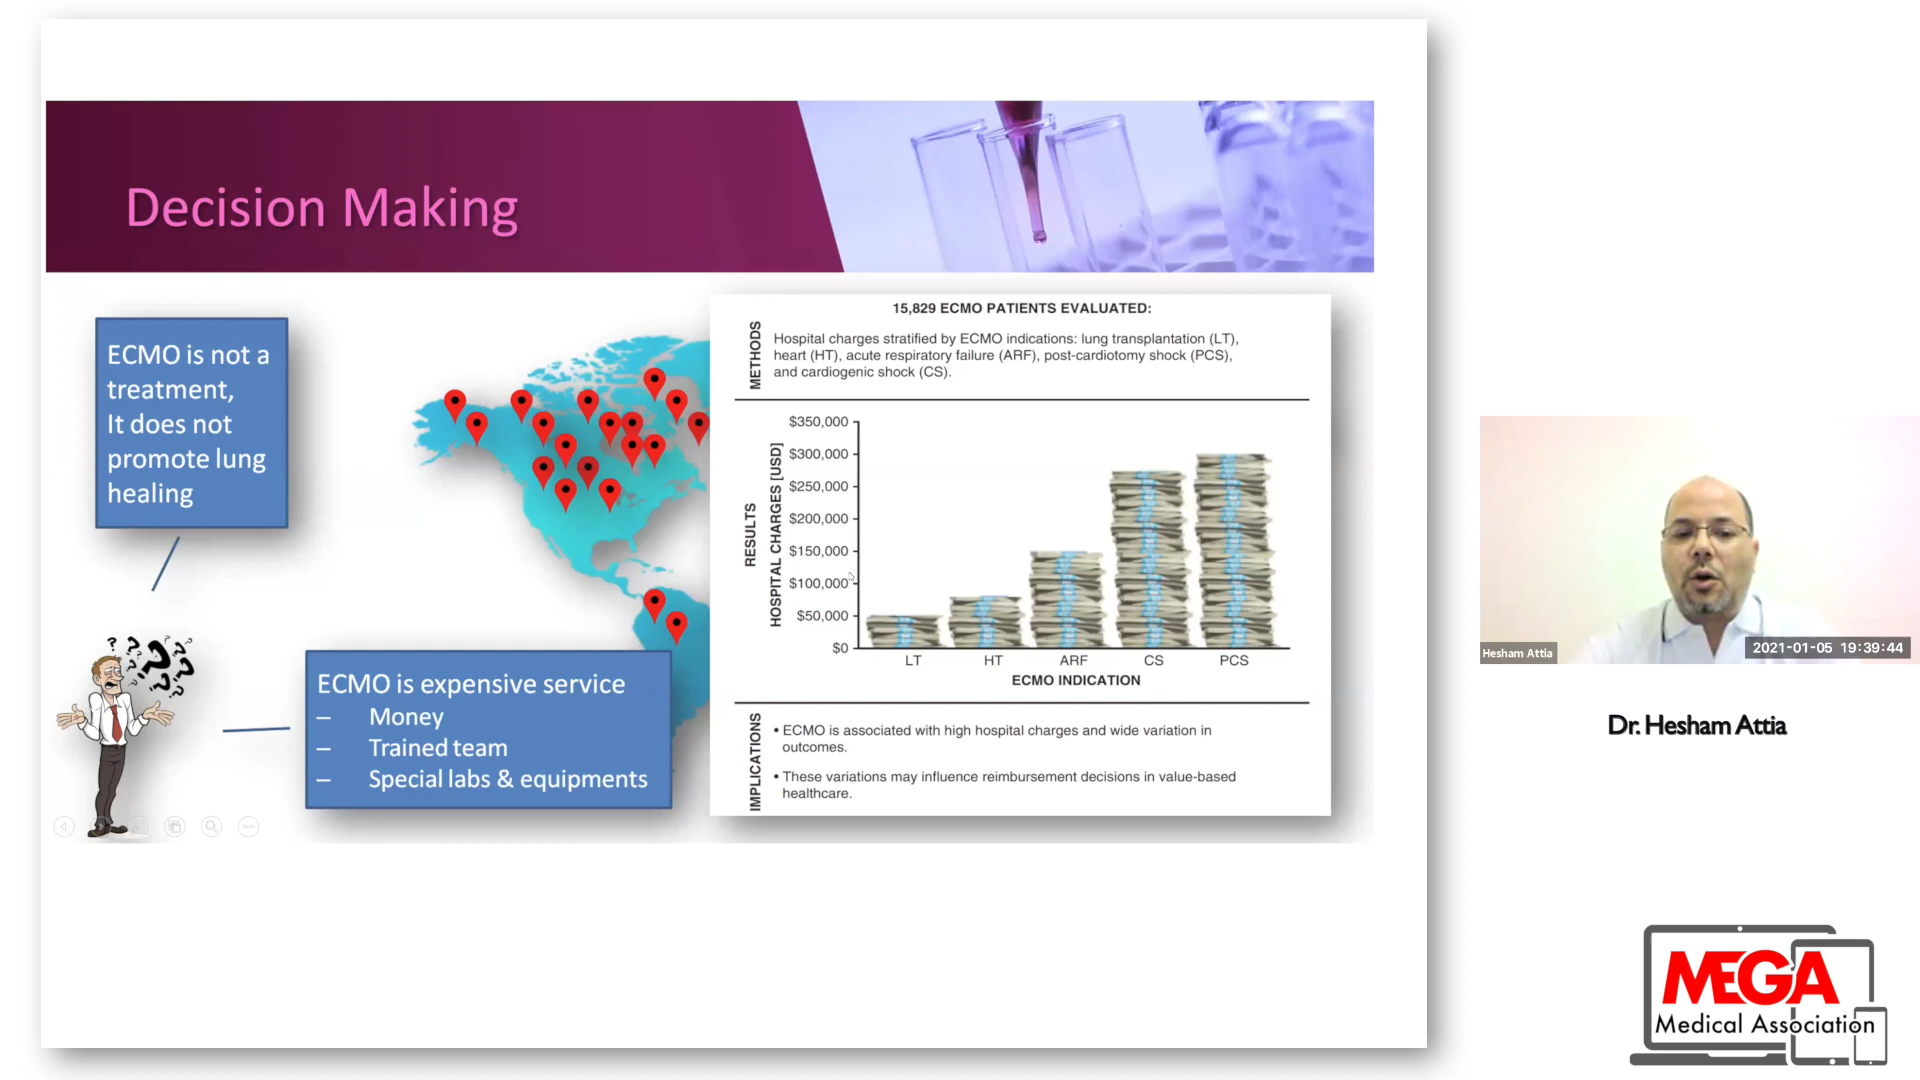 Decision Making
ECMO is not a
treatment,
It does not
promote lung
healing
ECMO is expensive service
– Money
– Trained team
– Special labs & equipments
15,829 ECMO PATIENTS EVALUATED:
METHODS
Hospital charges stratified by ECMO indications: lung transplantation (LT),
heart (HT), acute respiratory failure (ARF), post-cardiotomy shock (PCS),
and cardiogenic shock (CS).
RESULTS
HOSPITAL CHARGES [USD]
$350,000
$300,000
$250,000
$200,000
$150,000
$100,000
$50,000
$0
LT HT ARF CS PCS
ECMO INDICATION
IMPLICATIONS
• ECMO is associated with high hospital charges and wide variation in
outcomes.
• These variations may influence reimbursement decisions in value-based
healthcare.
Hesham Attia
2021-01-05 19:39:44
Dr. Hesham Attia
MEGA
Medical Association